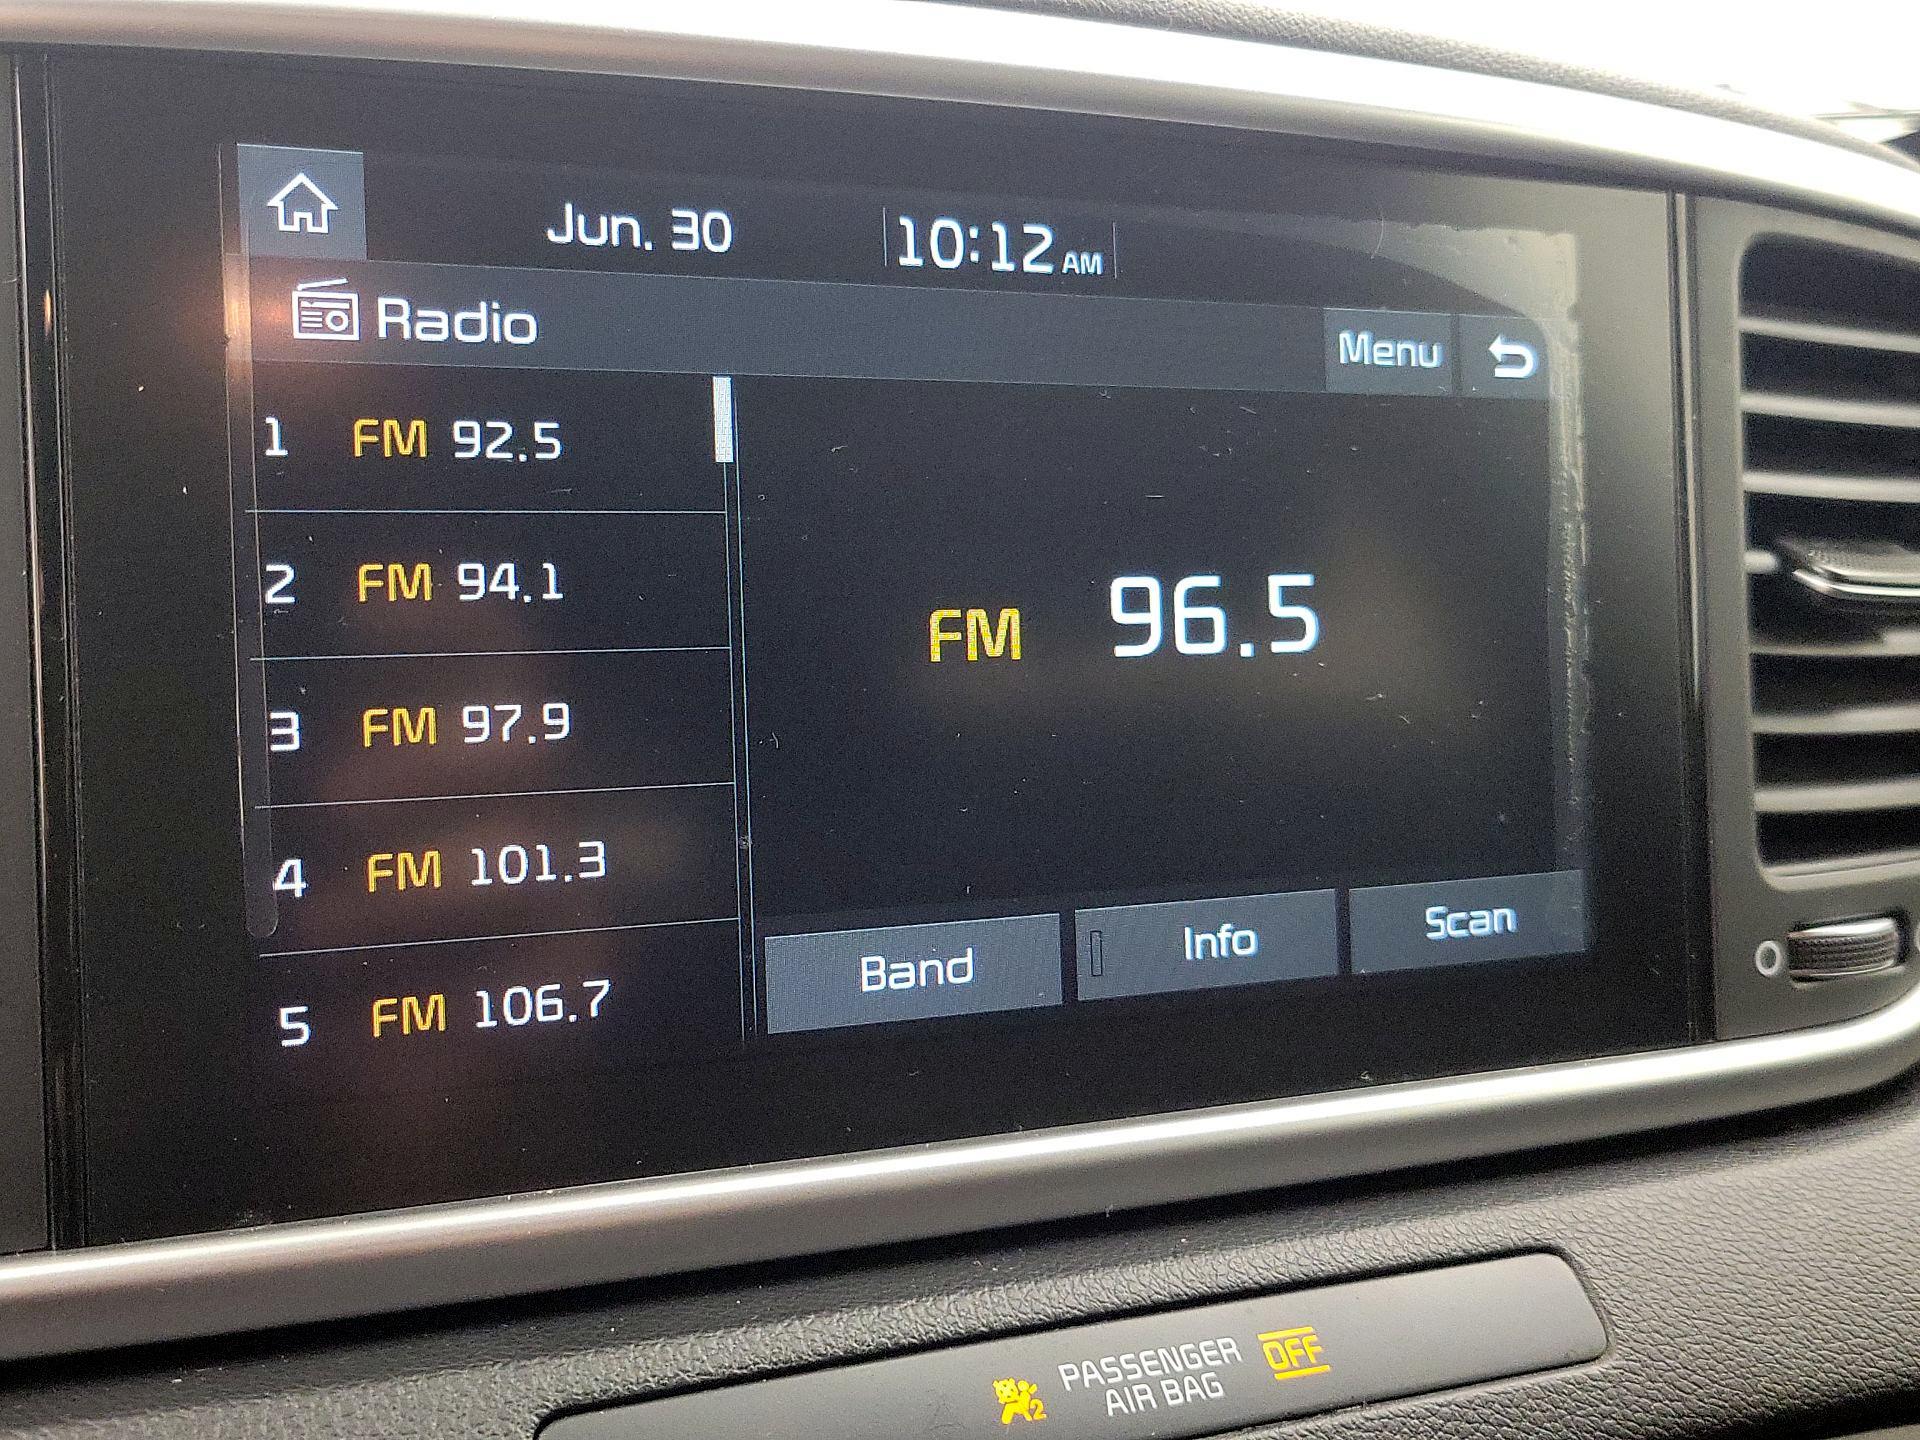 Jun. 30 10:12 AM
Radio Menu
1 FM 92.5
2 FM 94.1
3 FM 97.9
4 FM 101.3
5 FM 106.7
FM 96.5
Band Info Scan
PASSENGER OFF
AIR BAG
2